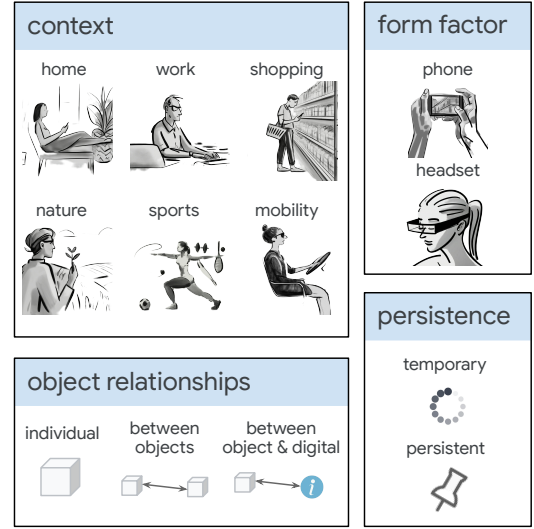 context
home work shopping
nature sports mobility
form factor
phone
headset
object relationships
individual
between
objects
between
object & digital
i
persistence
temporary
persistent